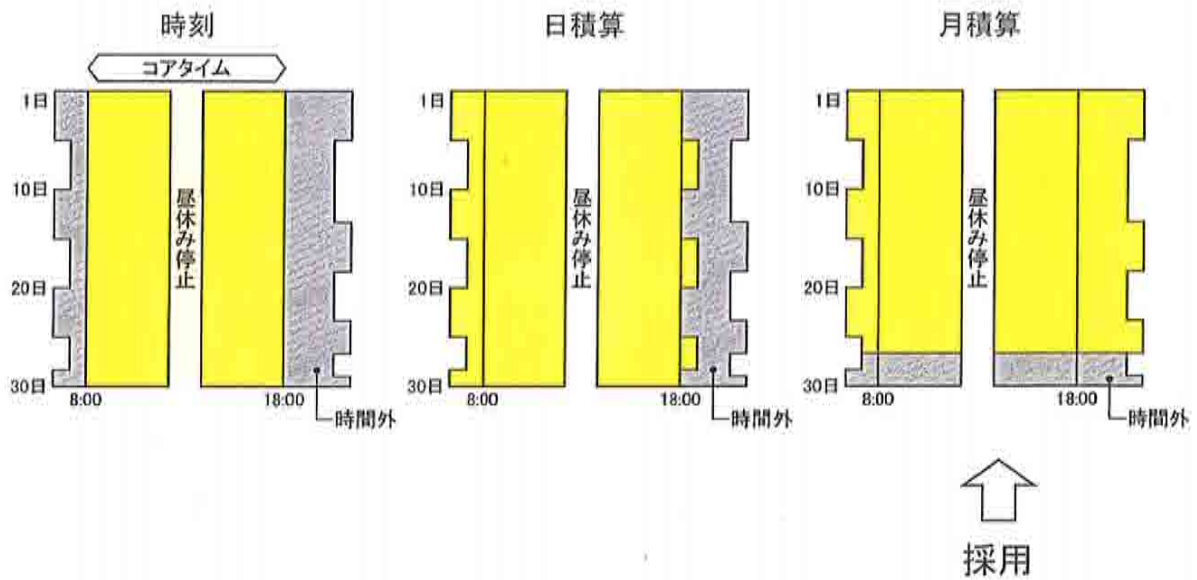 時刻
コアタイム
1日
10日
20日
30日
昼休み停止
8:00
18:00
時間外
日積算
1日
10日
20日
30日
昼休み停止
8:00
18:00
時間外
月積算
1日
10日
20日
30日
昼休み停止
8:00
18:00
時間外
採用